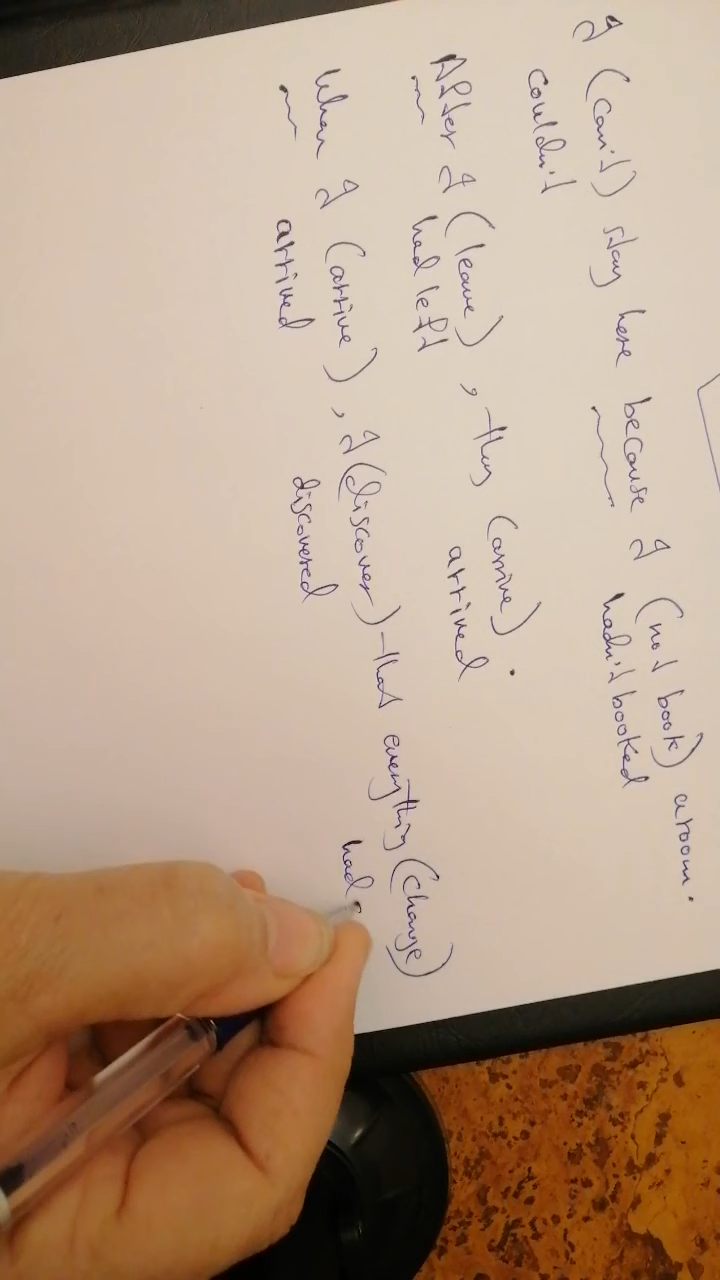 I (can't) stay here because I (not book) a room.
couldn't hadn't booked
After I (leave), they (arrive).
had left arrived
When I (arrive), I (discover) that everything (change)
arrived discovered had c